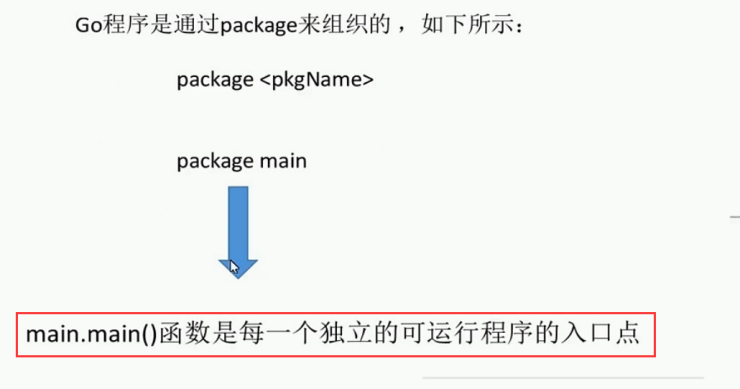 Go程序是通过package来组织的，如下所示：
package <pkgName>
package main
main.main()函数是每一个独立的可运行程序的入口点